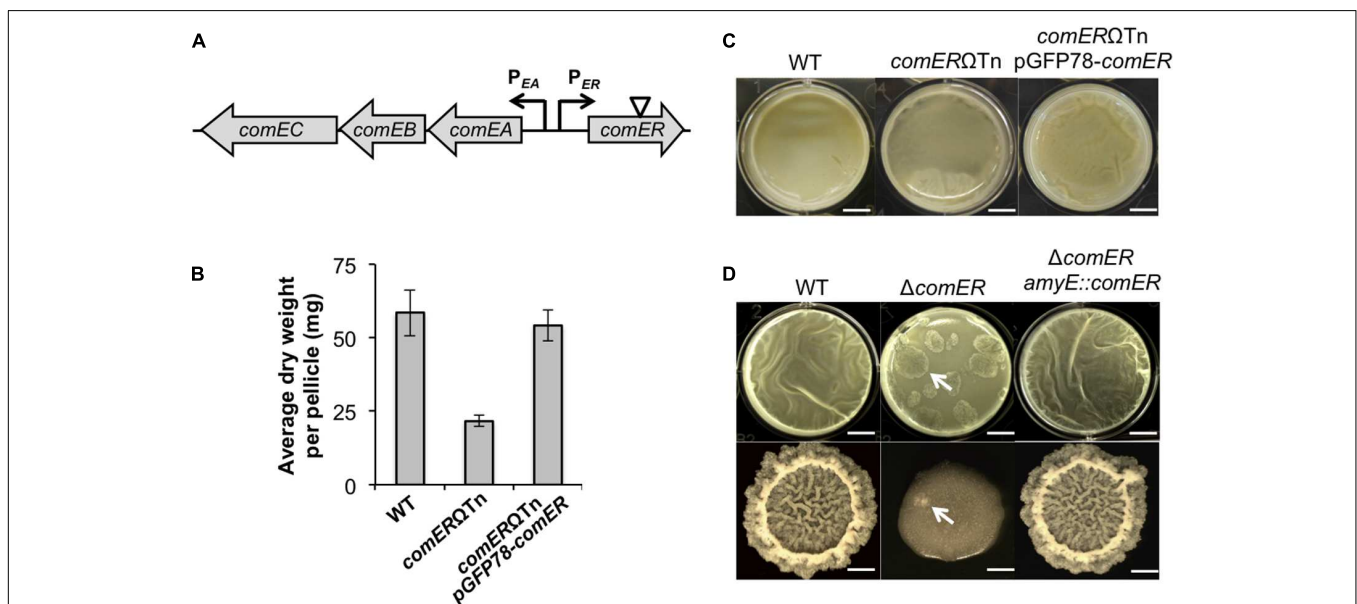 A
P_EA P_ER
comEC comEB comEA comER
B
Average dry weight
per pellicle (mg)
75
50
25
0
WT
comERΩTn
comERΩTn
pGFP78-comER
C
WT
comERΩTn
comERΩTn
pGFP78-comER
D
WT
ΔcomER
ΔcomER
amyE::comER